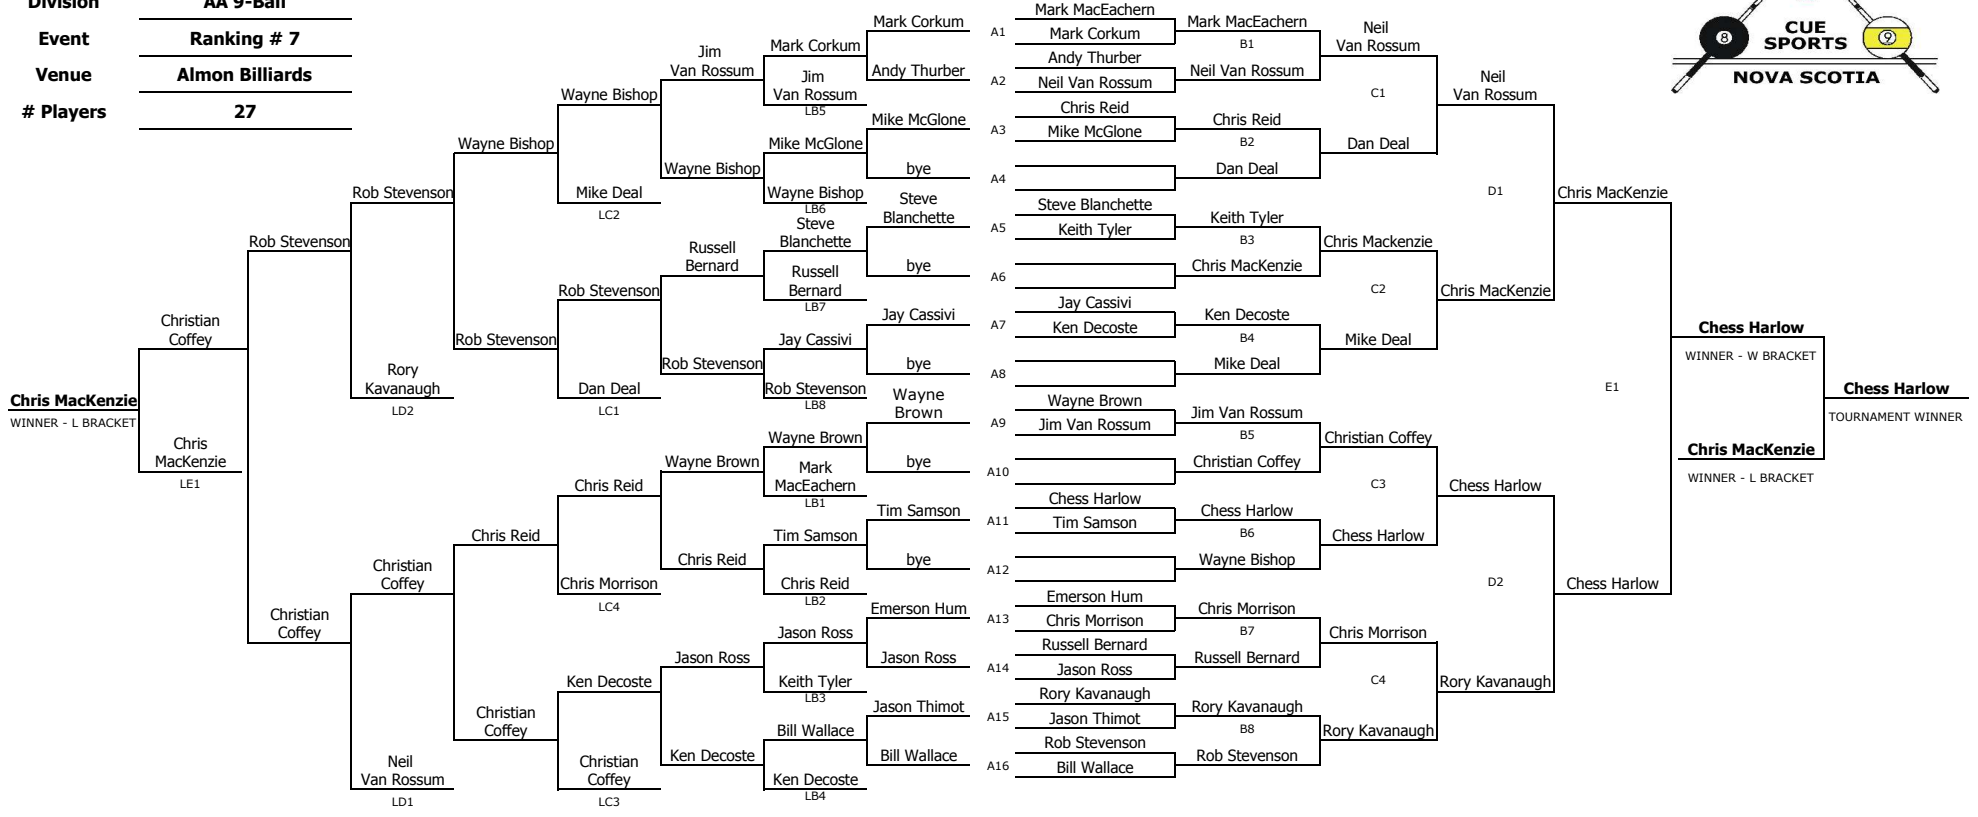 Division AA 9-Ball
Event Ranking # 7
Venue Almon Billiards
# Players 27
8
CUE
SPORTS
9
NOVA SCOTIA
Chris MacKenzie
WINNER - L BRACKET
Christian
Coffey
Chris
MacKenzie
LE1
Rob Stevenson
Christian
Coffey
Rob Stevenson
Rory
Kavanaugh
LD2
Christian
Coffey
Neil
Van Rossum
LD1
Wayne Bishop
Rob Stevenson
Chris Reid
Christian
Coffey
Wayne Bishop
Mike Deal
LC2
Rob Stevenson
Dan Deal
LC1
Chris Reid
Chris Morrison
LC4
Ken Decoste
Christian
Coffey
LC3
Jim
Van Rossum
Wayne Bishop
Russell
Bernard
Rob Stevenson
Wayne Brown
Chris Reid
Jason Ross
Ken Decoste
Mark Corkum
Jim
Van Rossum
LB5
Mike McGlone
Wayne Bishop
LB6
Steve
Blanchette
Russell
Bernard
LB7
Jay Cassivi
Rob Stevenson
LB8
Wayne Brown
Mark
MacEachern
LB1
Tim Samson
Chris Reid
LB2
Jason Ross
Keith Tyler
LB3
Bill Wallace
Ken Decoste
LB4
Mark Corkum
Andy Thurber
Mike McGlone
bye
Steve
Blanchette
bye
Jay Cassivi
bye
Wayne
Brown
bye
Tim Samson
bye
Emerson Hum
Jason Ross
Jason Thimot
Bill Wallace
A1
A2
A3
A4
A5
A6
A7
A8
A9
A10
A11
A12
A13
A14
A15
A16
Mark MacEachern
Mark Corkum
Andy Thurber
Neil Van Rossum
Chris Reid
Mike McGlone
Steve Blanchette
Keith Tyler
Jay Cassivi
Ken Decoste
Wayne Brown
Jim Van Rossum
Chess Harlow
Tim Samson
Emerson Hum
Chris Morrison
Russell Bernard
Jason Ross
Rory Kavanaugh
Jason Thimot
Rob Stevenson
Bill Wallace
Mark MacEachern
B1
Neil Van Rossum
Chris Reid
B2
Dan Deal
Keith Tyler
B3
Chris MacKenzie
Ken Decoste
B4
Mike Deal
Jim Van Rossum
B5
Christian Coffey
Chess Harlow
B6
Wayne Bishop
Chris Morrison
B7
Russell Bernard
Rory Kavanaugh
B8
Rob Stevenson
Neil
Van Rossum
C1
Dan Deal
Chris Mackenzie
C2
Mike Deal
Christian Coffey
C3
Chess Harlow
Chris Morrison
C4
Rory Kavanaugh
Neil
Van Rossum
D1
Chris MacKenzie
Chess Harlow
D2
Rory Kavanaugh
Chris MacKenzie
E1
Chess Harlow
Chess Harlow
WINNER - W BRACKET
Chris MacKenzie
WINNER - L BRACKET
Chess Harlow
TOURNAMENT WINNER